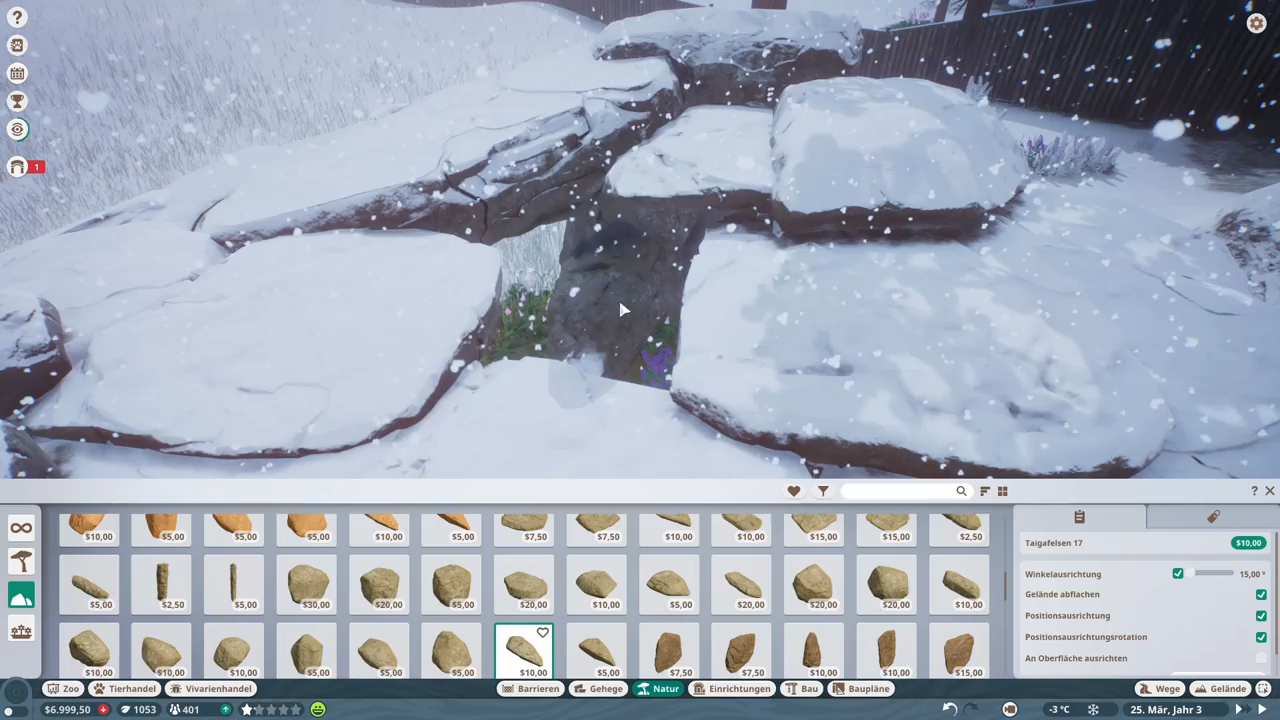 1
$10,00 $5,00 $5,00 $5,00 $10,00 $5,00 $7,50 $7,50 $10,00 $10,00 $15,00 $15,00 $2,50
$5,00 $2,50 $5,00 $30,00 $20,00 $5,00 $20,00 $10,00 $5,00 $20,00 $20,00 $20,00 $10,00
$10,00 $10,00 $10,00 $5,00 $5,00 $5,00 $10,00 $5,00 $7,50 $7,50 $10,00 $10,00 $15,00
? ×
Taigafelsen 17 $10,00
Winkelausrichtung 15,00°
Gelände abflachen
Positionsausrichtung
Positionsausrichtungsrotation
An Oberfläche ausrichten
Zoo Tierhandel Vivarienhandel Barrieren Gehege Natur Einrichtungen Bau Baupläne Wege Gelände
$6.999,50 1053 401 -3 °C 25. Mär, Jahr 3